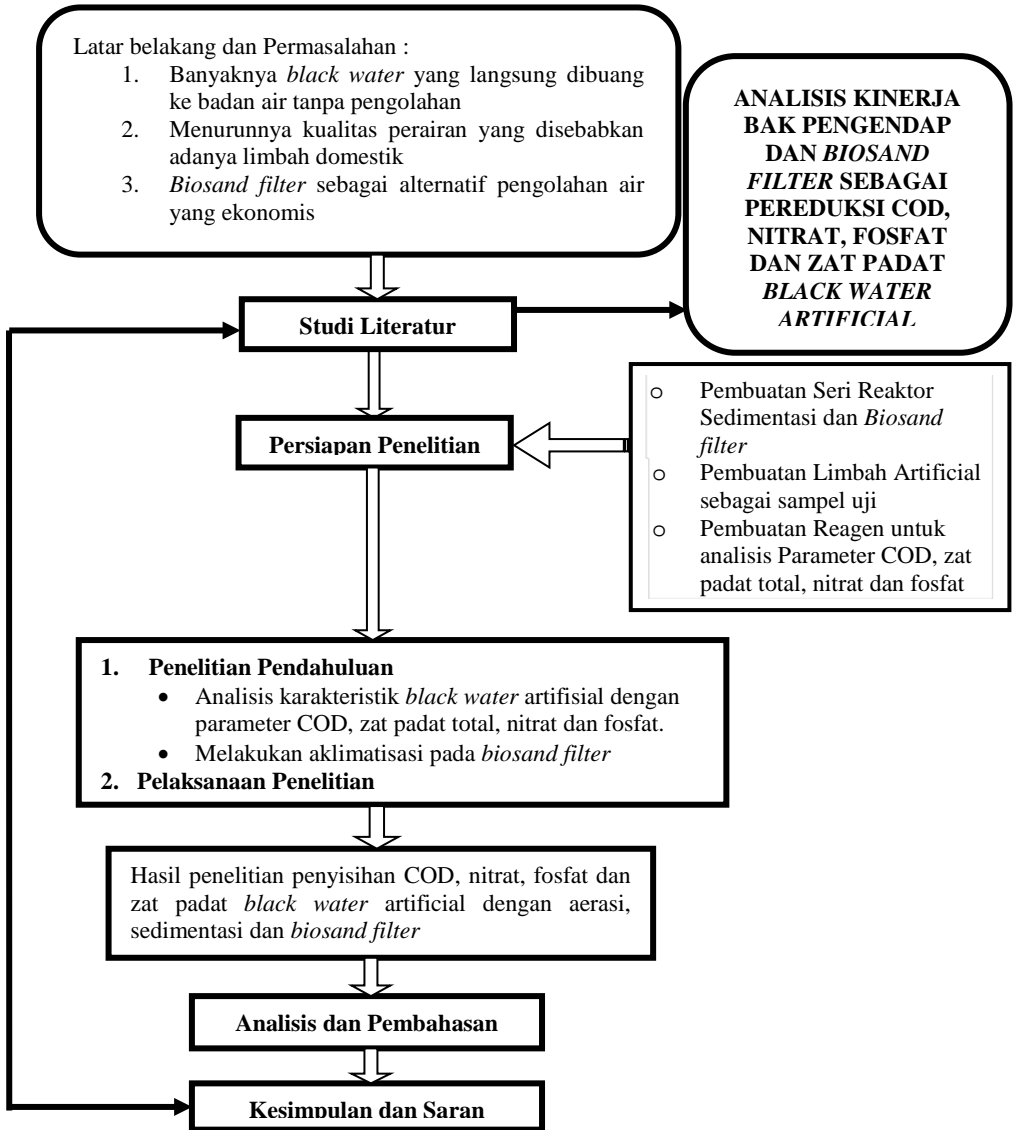 Latar belakang dan Permasalahan :
1. Banyaknya black water yang langsung dibuang
ke badan air tanpa pengolahan
2. Menurunnya kualitas perairan yang disebabkan
adanya limbah domestik
3. Biosand filter sebagai alternatif pengolahan air
yang ekonomis
ANALISIS KINERJA
BAK PENGENDAP
DAN BIOSAND
FILTER SEBAGAI
PEREDUKSI COD,
NITRAT, FOSFAT
DAN ZAT PADAT
BLACK WATER
ARTIFICIAL
Studi Literatur
Persiapan Penelitian
o Pembuatan Seri Reaktor
Sedimentasi dan Biosand
filter
o Pembuatan Limbah Artificial
sebagai sampel uji
o Pembuatan Reagen untuk
analisis Parameter COD, zat
padat total, nitrat dan fosfat
1. Penelitian Pendahuluan
• Analisis karakteristik black water artifisial dengan
parameter COD, zat padat total, nitrat dan fosfat.
• Melakukan aklimatisasi pada biosand filter
2. Pelaksanaan Penelitian
Hasil penelitian penyisihan COD, nitrat, fosfat dan
zat padat black water artificial dengan aerasi,
sedimentasi dan biosand filter
Analisis dan Pembahasan
Kesimpulan dan Saran